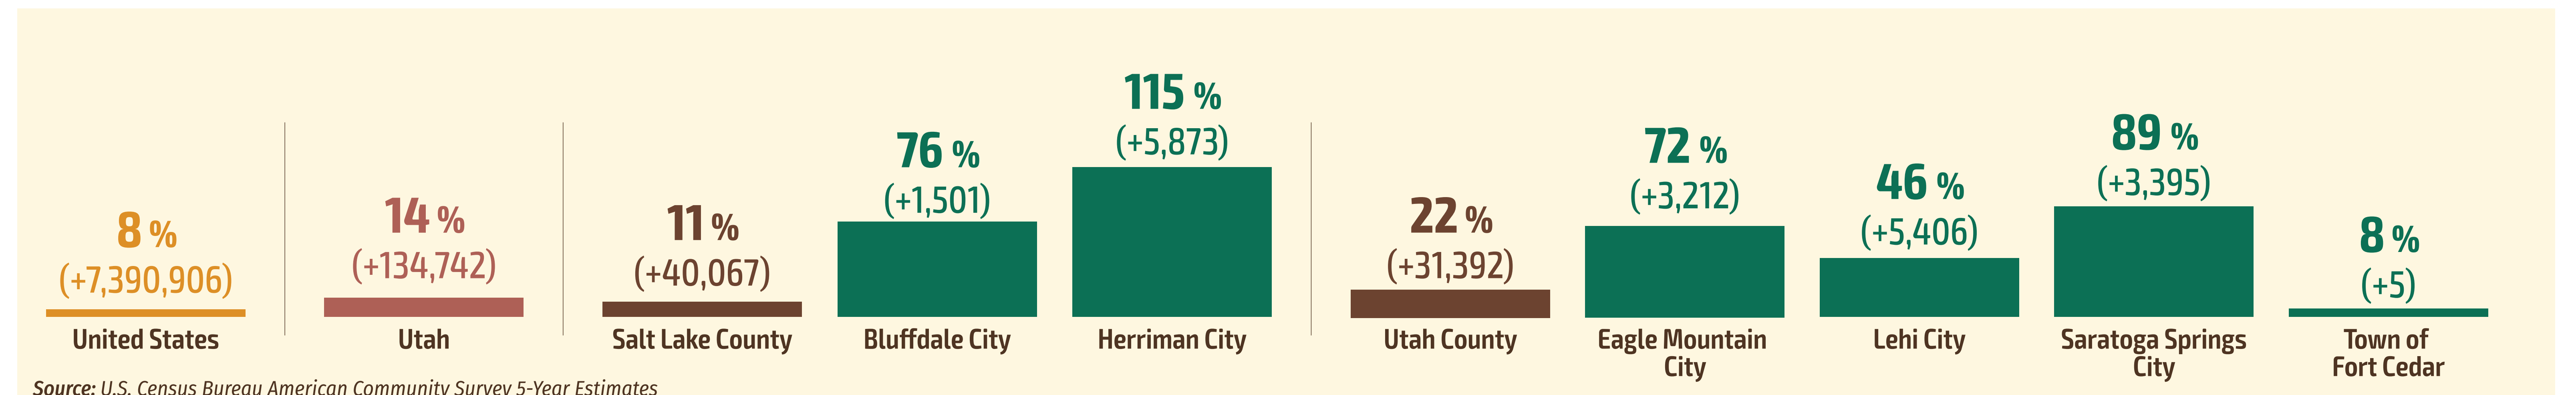 8 %
(+7,390,906)
United States
14 %
(+134,742)
Utah
11 %
(+40,067)
Salt Lake County
76 %
(+1,501)
Bluffdale City
115 %
(+5,873)
Herriman City
22 %
(+31,392)
Utah County
72 %
(+3,212)
Eagle Mountain
City
46 %
(+5,406)
Lehi City
89 %
(+3,395)
Saratoga Springs
City
8 %
(+5)
Town of
Fort Cedar
Source: U.S. Census Bureau American Community Survey 5-Year Estimates